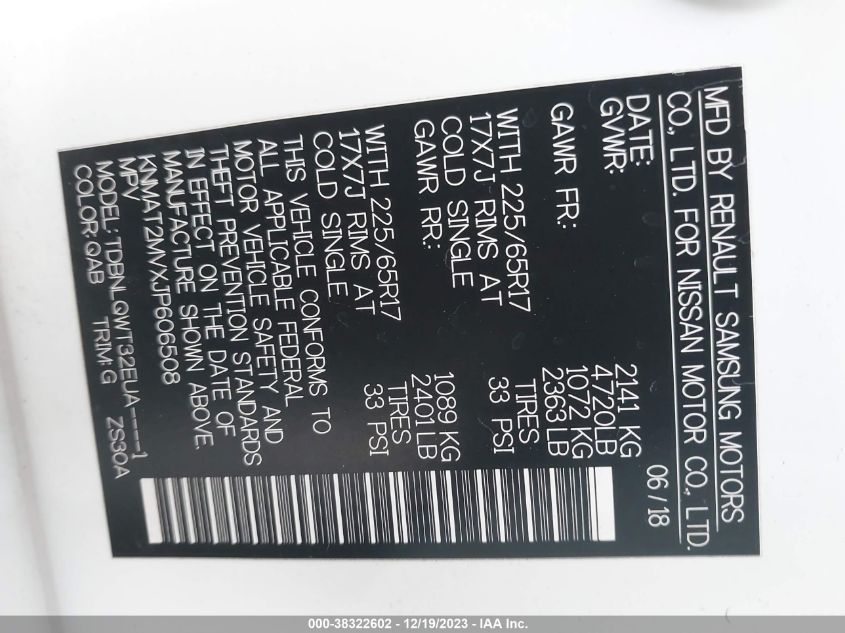 MFD BY RENAULT SAMSUNG MOTORS
CO., LTD. FOR NISSAN MOTOR CO., LTD.
DATE: 06/18
GVWR: 2141 KG
4720LB
GAWR FR.: 1072 KG
2363 LB
WITH 225/65R17 TIRES
17X7J RIMS AT 33 PSI
COLD SINGLE
GAWR RR.: 1089 KG
2401LB
WITH 225/65R17 TIRES
17X7J RIMS AT 33 PSI
COLD SINGLE
THIS VEHICLE CONFORMS TO
ALL APPLICABLE FEDERAL
MOTOR VEHICLE SAFETY AND
THEFT PREVENTION STANDARDS
IN EFFECT ON THE DATE OF
MANUFACTURE SHOWN ABOVE.
KNMAT2MVXJP606508
MPV
MODEL: TDBNLQWT32EUA----J
COLOR: QAB TRIM: G ZS30A
000-38322602 - 12/19/2023 - IAA Inc.